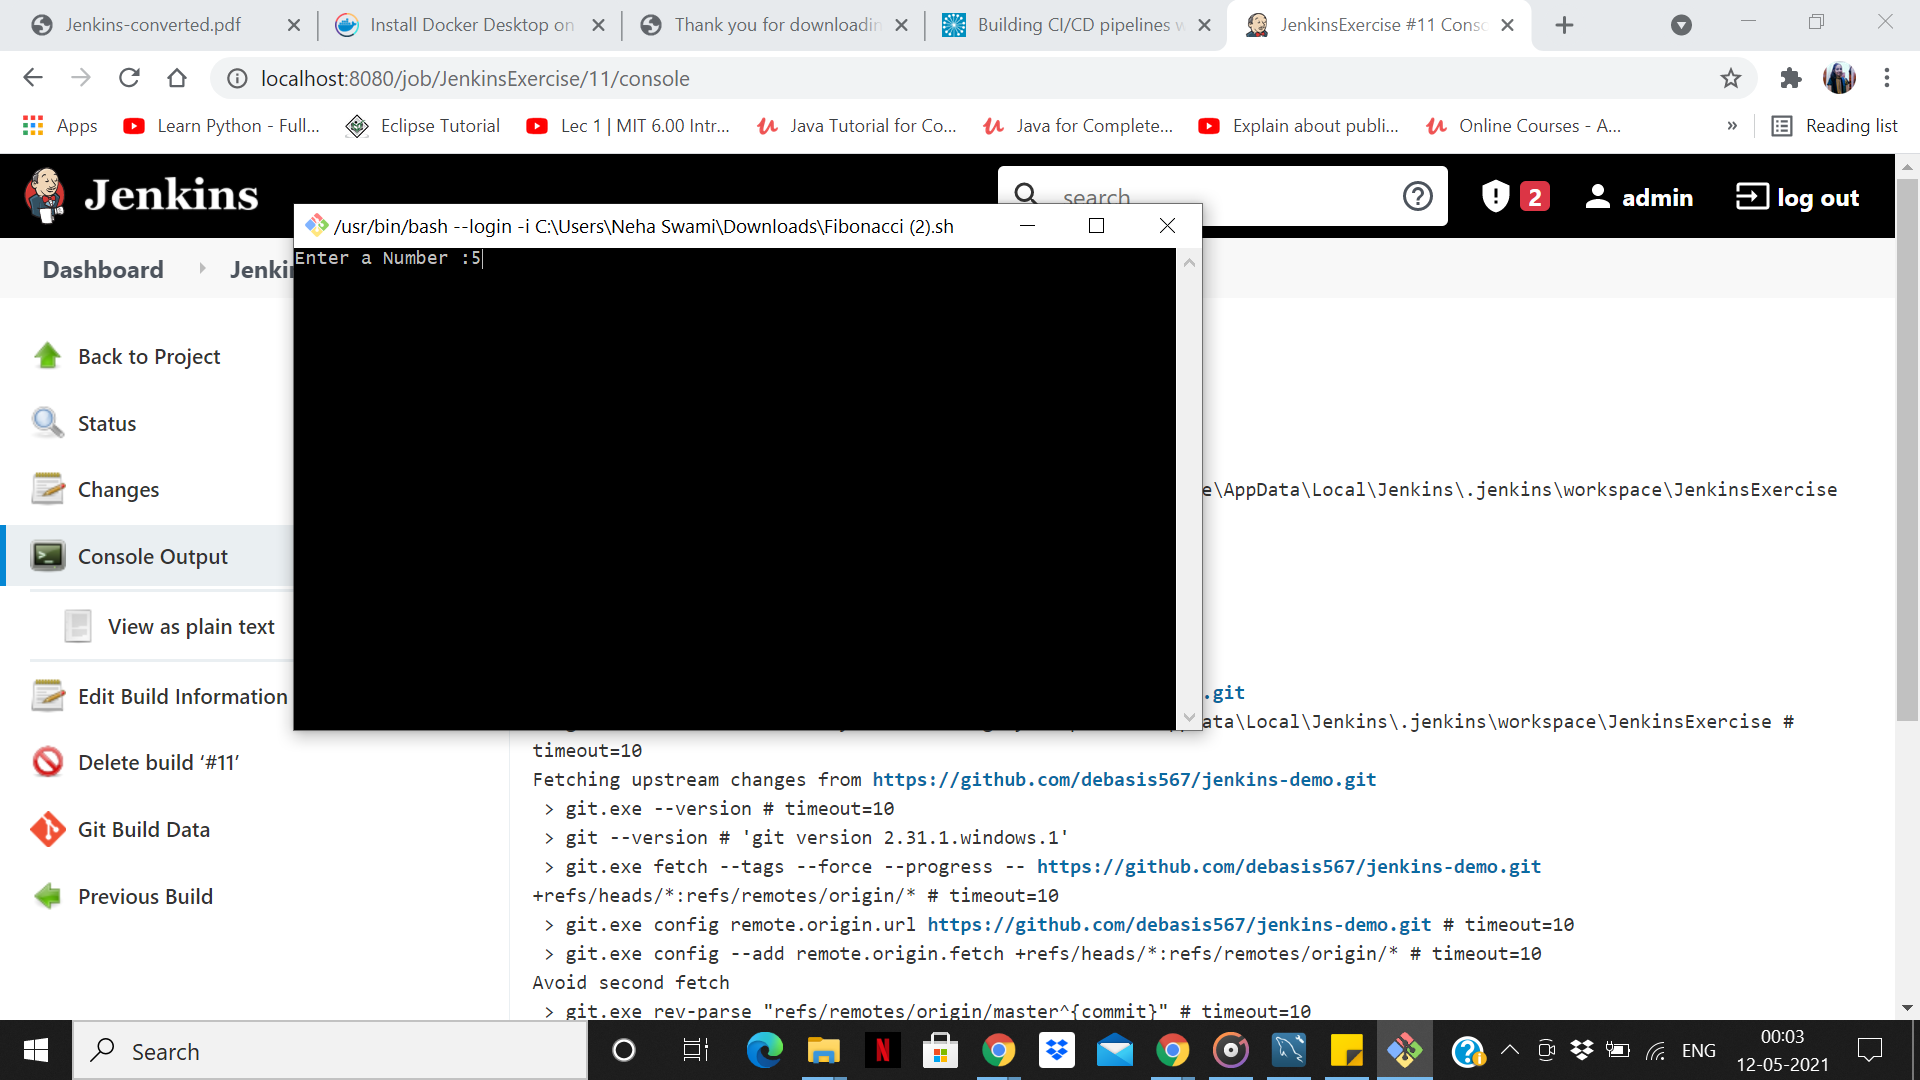 Jenkins-converted.pdf
Install Docker Desktop on
Thank you for downloadin
Building CI/CD pipelines w
JenkinsExercise #11 Conso
localhost:8080/job/JenkinsExercise/11/console
Apps
Learn Python - Full...
Eclipse Tutorial
Lec 1 | MIT 6.00 Intr...
Java Tutorial for Co...
Java for Complete...
Explain about publi...
Online Courses - A...
»
Reading list
Jenkins
search
2
admin
log out
/usr/bin/bash --login -i C:\Users\Neha Swami\Downloads\Fibonacci (2).sh
Enter a Number :5
Dashboard
Jenki
Back to Project
Status
Changes
Console Output
View as plain text
Edit Build Information
Delete build ‘#11’
Git Build Data
Previous Build
e\AppData\Local\Jenkins\.jenkins\workspace\JenkinsExercise
.git
ata\Local\Jenkins\.jenkins\workspace\JenkinsExercise #
timeout=10
Fetching upstream changes from https://github.com/debasis567/jenkins-demo.git
> git.exe --version # timeout=10
> git --version # 'git version 2.31.1.windows.1'
> git.exe fetch --tags --force --progress -- https://github.com/debasis567/jenkins-demo.git
+refs/heads/*:refs/remotes/origin/* # timeout=10
> git.exe config remote.origin.url https://github.com/debasis567/jenkins-demo.git # timeout=10
> git.exe config --add remote.origin.fetch +refs/heads/*:refs/remotes/origin/* # timeout=10
Avoid second fetch
> git.exe rev-parse "refs/remotes/origin/master^{commit}" # timeout=10
Search
ENG
00:03
12-05-2021